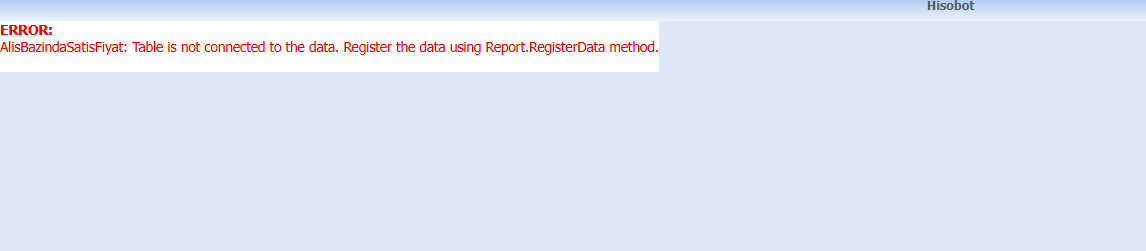 Hisobot
ERROR:
AlisBazindaSatisFiyat: Table is not connected to the data. Register the data using Report.RegisterData method.